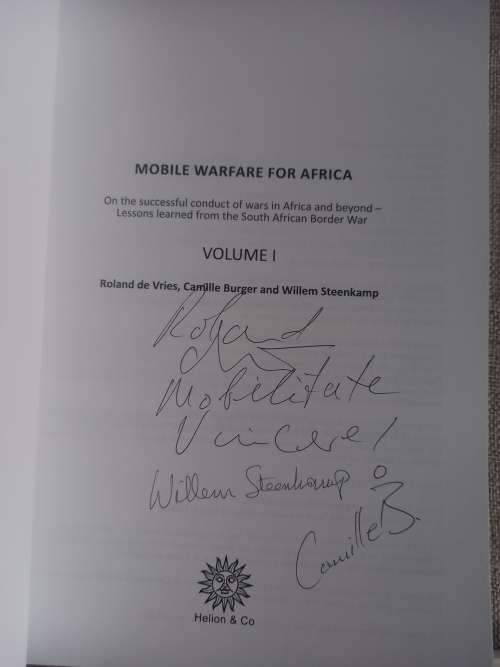 MOBILE WARFARE FOR AFRICA
On the successful conduct of wars in Africa and beyond –
Lessons learned from the South African Border War
VOLUME I
Roland de Vries, Camille Burger and Willem Steenkamp
Roland
Mobilitate
Vincere!
Willem Steenkamp
Camille B.
Helion & Co